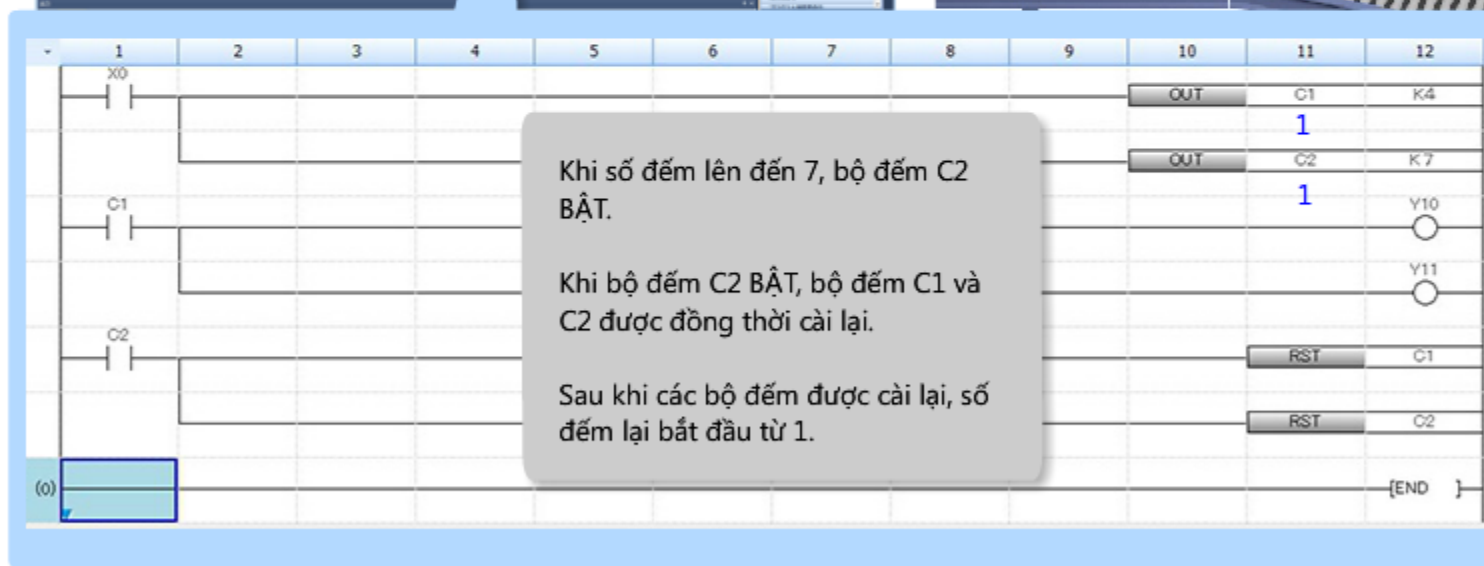 1 2 3 4 5 6 7 8 9 10 11 12
X0
OUT C1 K4
1
OUT C2 K7
1
C1
Y10
Y11
C2
RST C1
RST C2
(0)
[END ]
Khi số đếm lên đến 7, bộ đếm C2
BẬT.
Khi bộ đếm C2 BẬT, bộ đếm C1 và
C2 được đồng thời cài lại.
Sau khi các bộ đếm được cài lại, số
đếm lại bắt đầu từ 1.